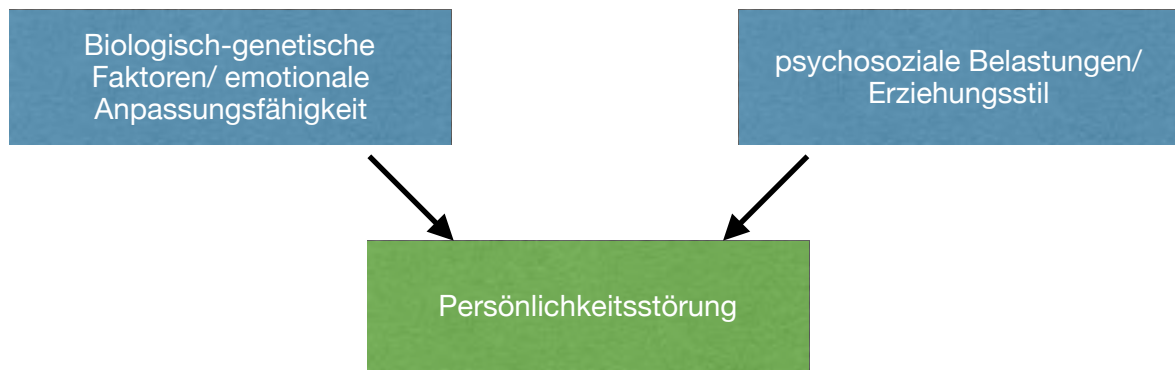 Biologisch-genetische
Faktoren/ emotionale
Anpassungsfähigkeit
psychosoziale Belastungen/
Erziehungsstil
Persönlichkeitsstörung